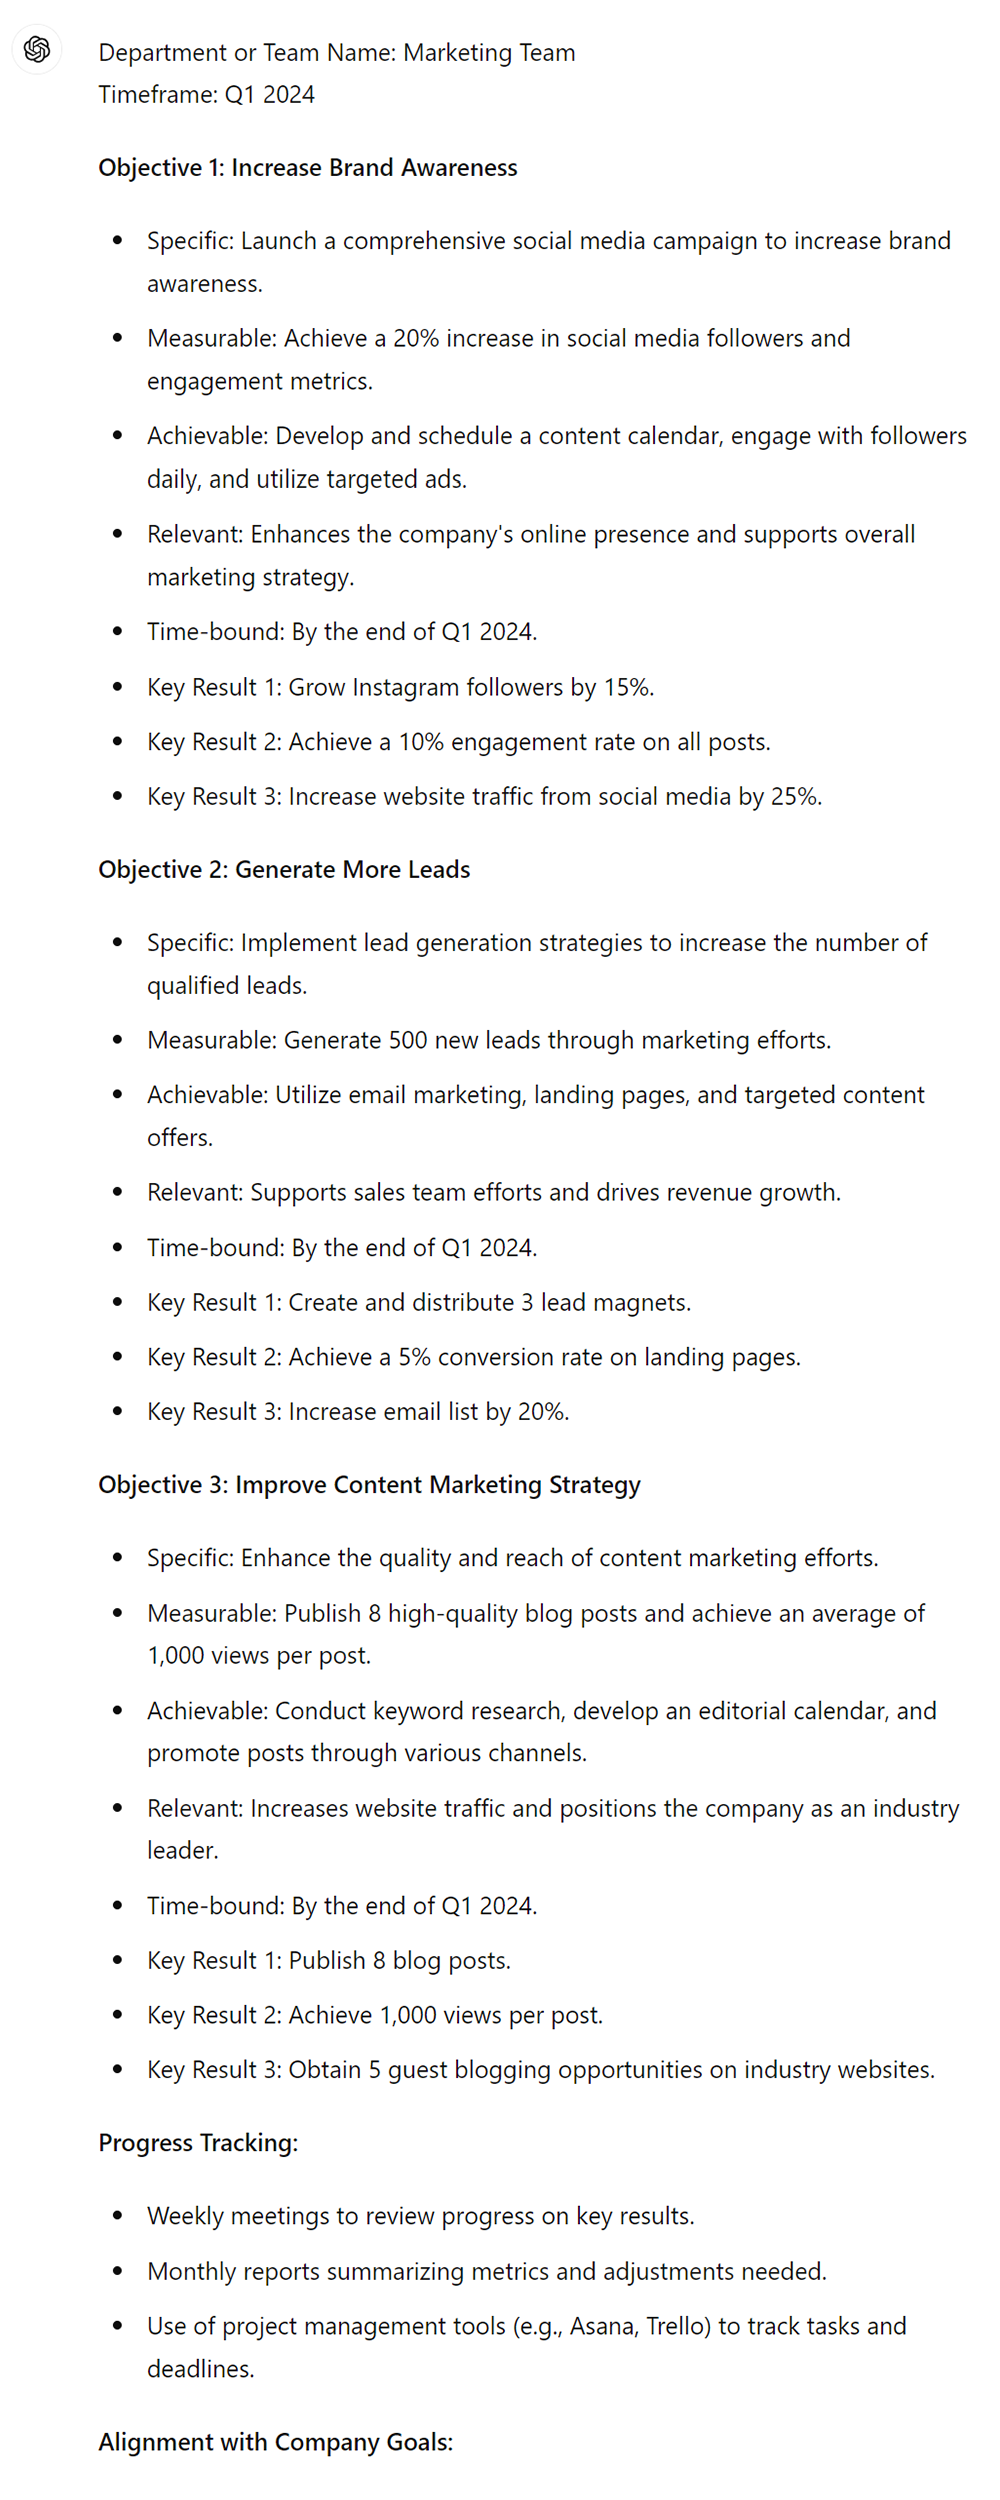 Department or Team Name: Marketing Team
Timeframe: Q1 2024
Objective 1: Increase Brand Awareness
Specific: Launch a comprehensive social media campaign to increase brand
awareness.
Measurable: Achieve a 20% increase in social media followers and
engagement metrics.
Achievable: Develop and schedule a content calendar, engage with followers
daily, and utilize targeted ads.
Relevant: Enhances the company's online presence and supports overall
marketing strategy.
Time-bound: By the end of Q1 2024.
Key Result 1: Grow Instagram followers by 15%.
Key Result 2: Achieve a 10% engagement rate on all posts.
Key Result 3: Increase website traffic from social media by 25%.
Objective 2: Generate More Leads
Specific: Implement lead generation strategies to increase the number of
qualified leads.
Measurable: Generate 500 new leads through marketing efforts.
Achievable: Utilize email marketing, landing pages, and targeted content
offers.
Relevant: Supports sales team efforts and drives revenue growth.
Time-bound: By the end of Q1 2024.
Key Result 1: Create and distribute 3 lead magnets.
Key Result 2: Achieve a 5% conversion rate on landing pages.
Key Result 3: Increase email list by 20%.
Objective 3: Improve Content Marketing Strategy
Specific: Enhance the quality and reach of content marketing efforts.
Measurable: Publish 8 high-quality blog posts and achieve an average of
1,000 views per post.
Achievable: Conduct keyword research, develop an editorial calendar, and
promote posts through various channels.
Relevant: Increases website traffic and positions the company as an industry
leader.
Time-bound: By the end of Q1 2024.
Key Result 1: Publish 8 blog posts.
Key Result 2: Achieve 1,000 views per post.
Key Result 3: Obtain 5 guest blogging opportunities on industry websites.
Progress Tracking:
Weekly meetings to review progress on key results.
Monthly reports summarizing metrics and adjustments needed.
Use of project management tools (e.g., Asana, Trello) to track tasks and
deadlines.
Alignment with Company Goals: